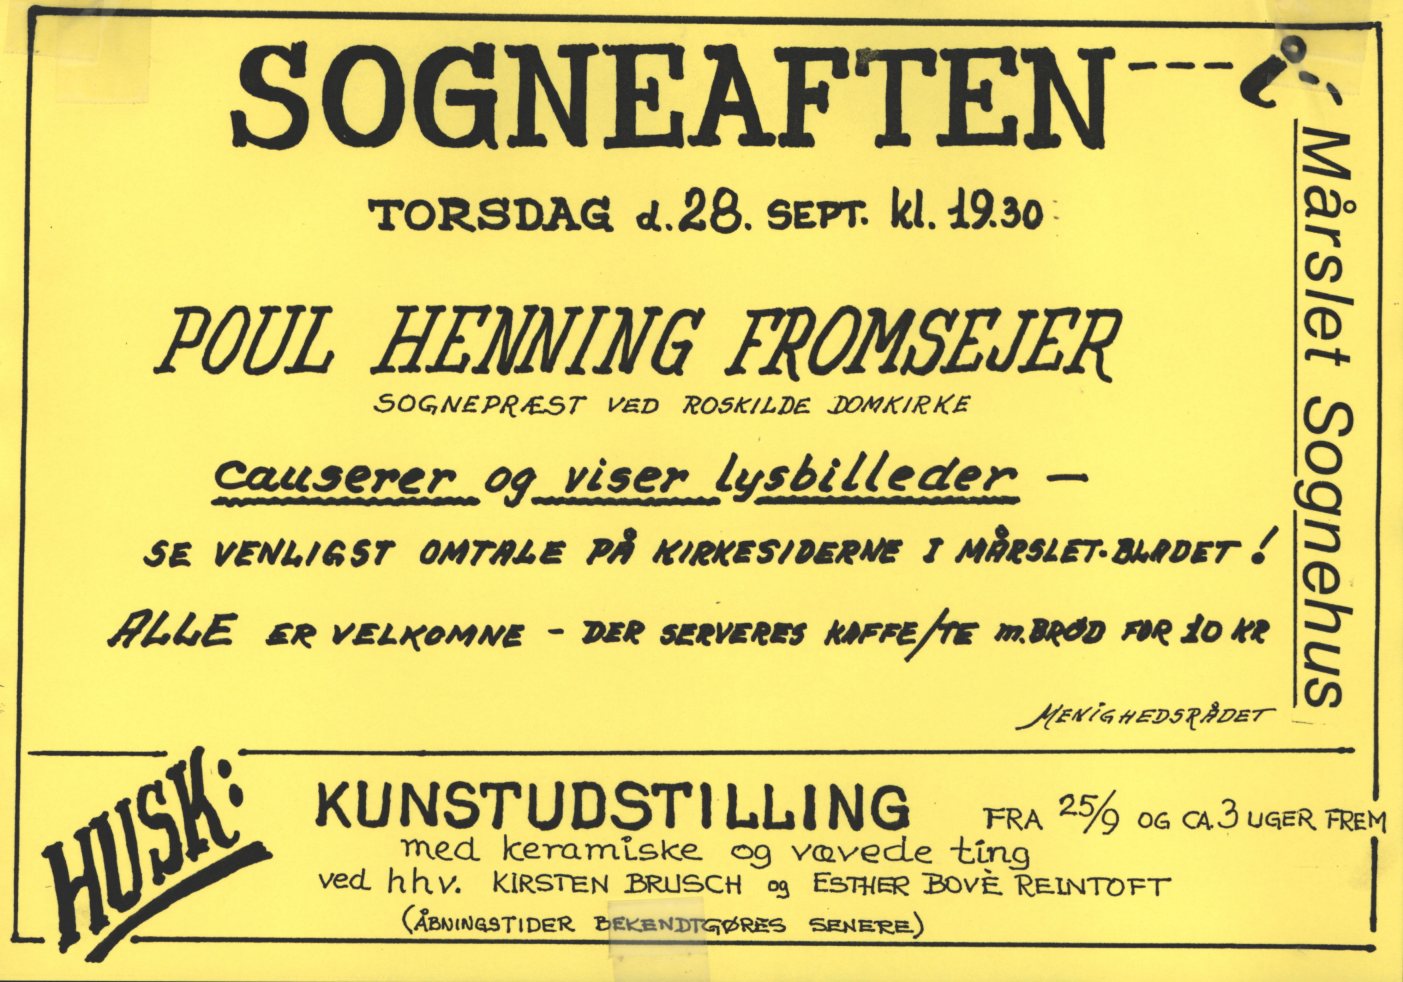 SOGNEAFTEN --- i
Mårslet Sognehus
TORSDAG d. 28. SEPT. kl. 19.30
POUL HENNING FROMSEJER
SOGNEPRÆST VED ROSKILDE DOMKIRKE
causerer og viser lysbilleder —
SE VENLIGST OMTALE PÅ KIRKESIDERNE I MÅRSLET-BLADET!
ALLE ER VELKOMNE - DER SERVERES KAFFE/TE m. BRØD FOR 10 KR
MENIGHEDSRÅDET
HUSK:
KUNSTUDSTILLING FRA 25/9 OG CA. 3 UGER FREM
med keramiske og vævede ting
ved hhv. KIRSTEN BRUSCH og ESTHER BOVÈ REINTOFT
(ÅBNINGSTIDER BEKENDTGØRES SENERE)